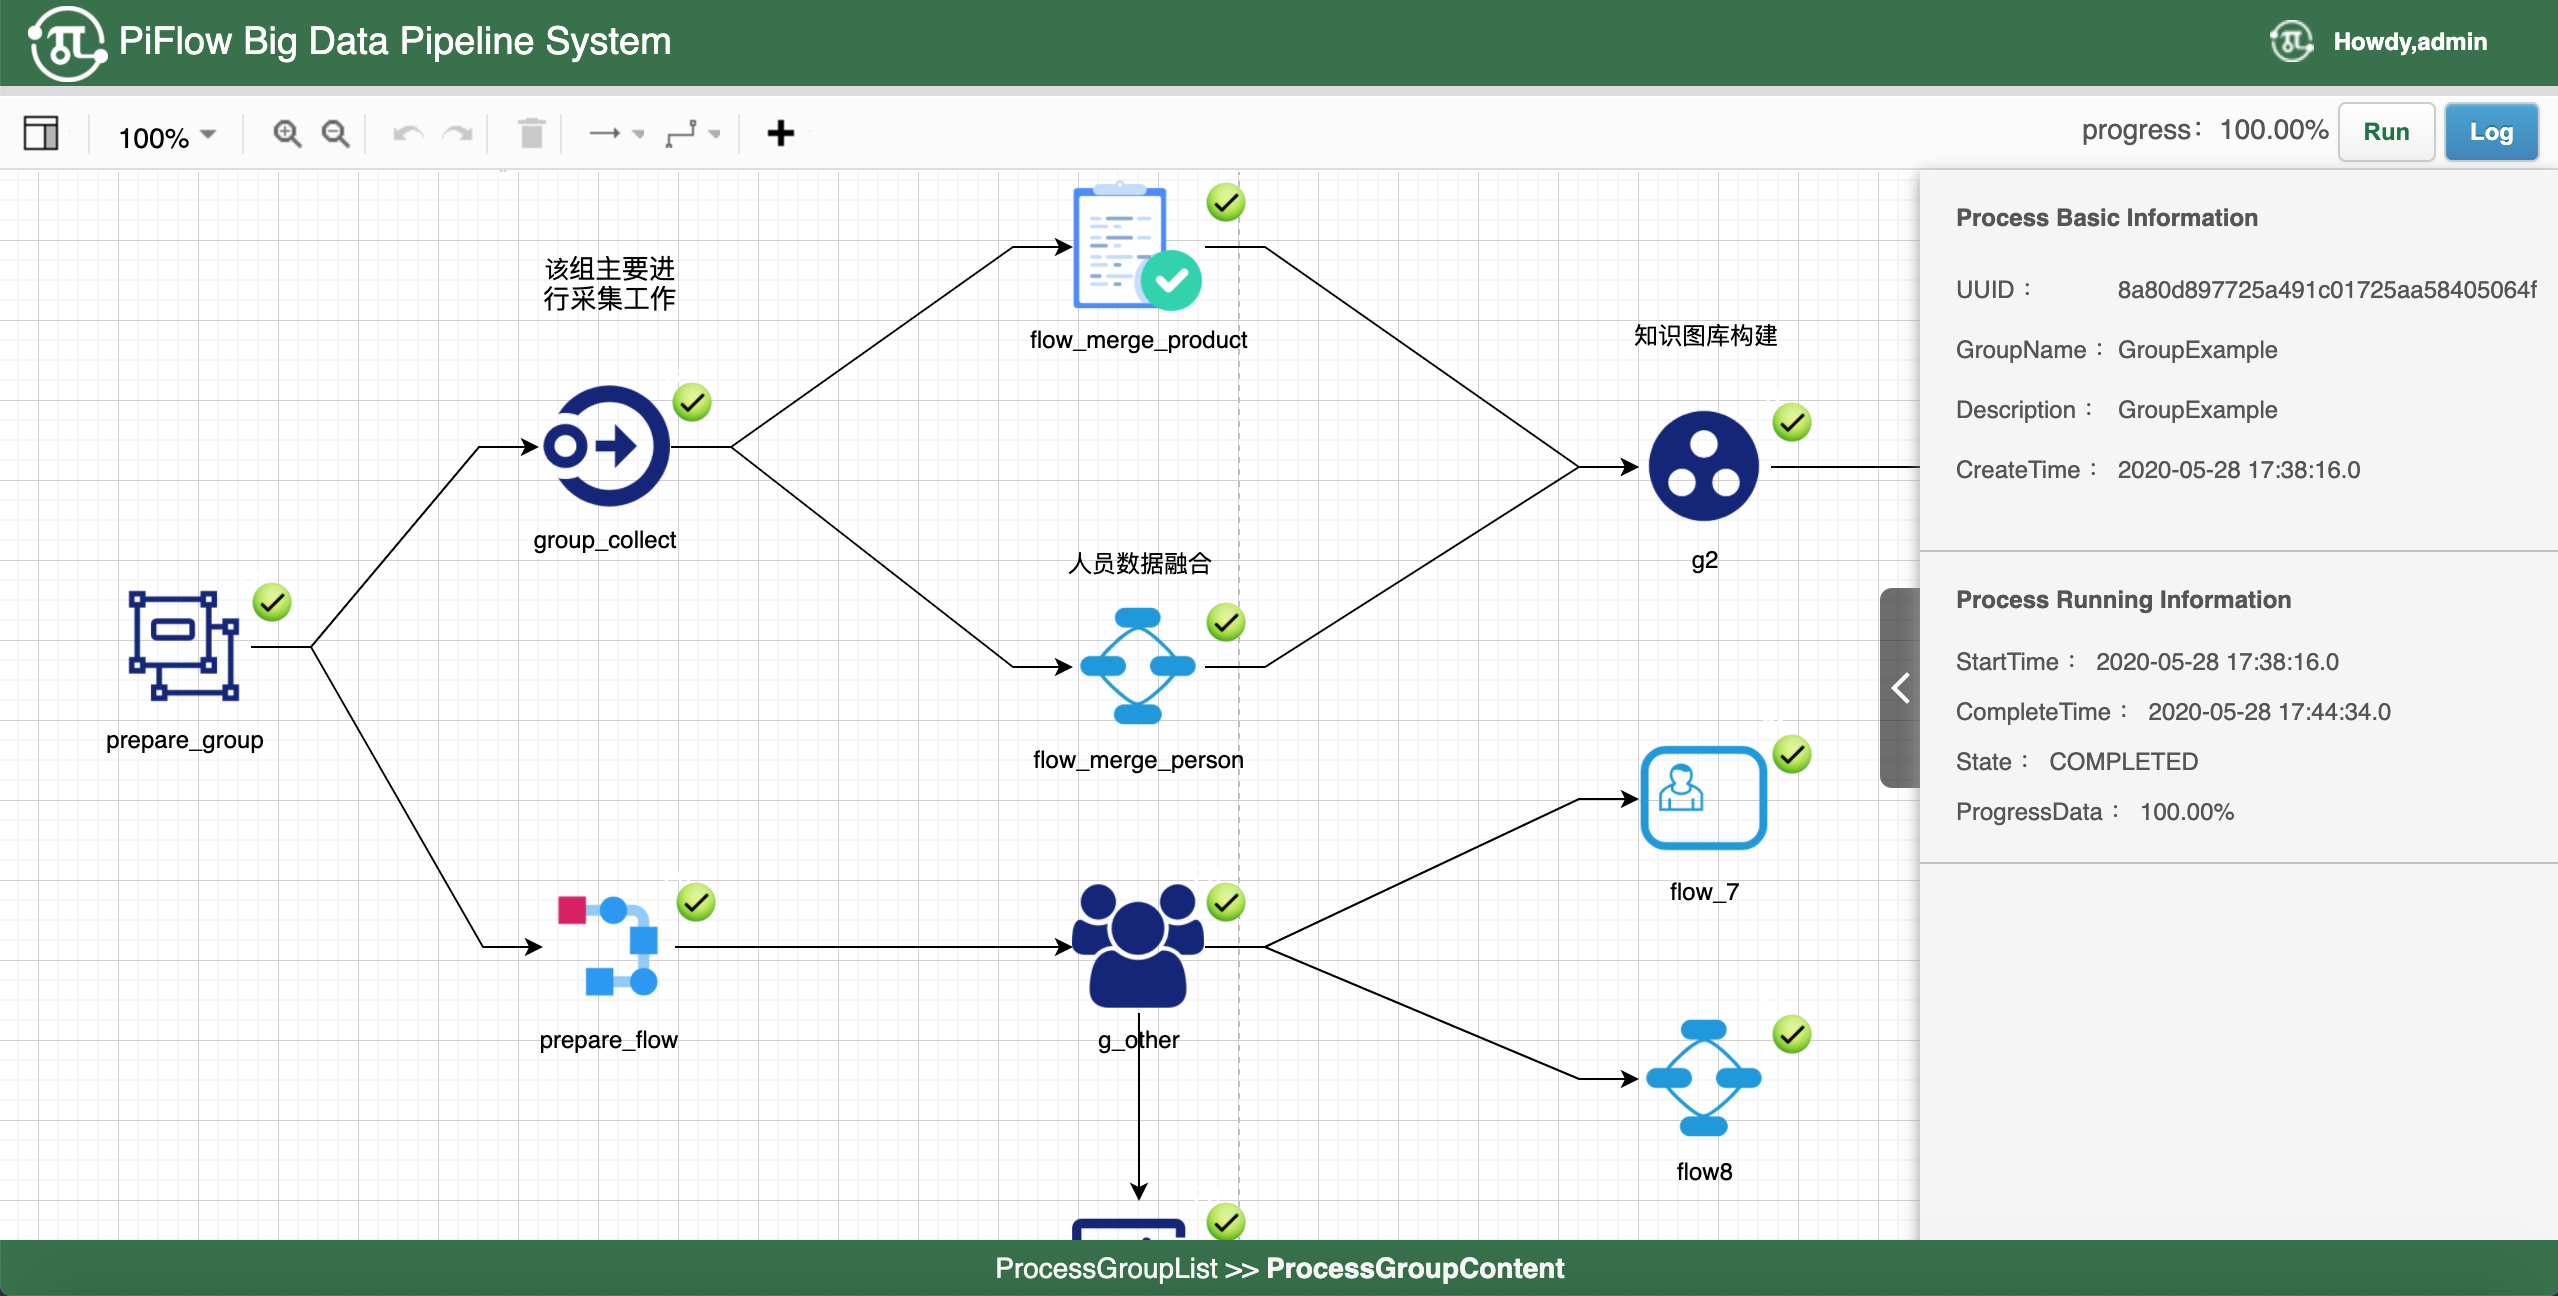 PiFlow Big Data Pipeline System
Howdy,admin
100%
progress： 100.00%
Run
Log
该组主要进
行采集工作
flow_merge_product
知识图库构建
group_collect
人员数据融合
g2
prepare_group
flow_merge_person
flow_7
prepare_flow
g_other
flow8
Process Basic Information
UUID： 8a80d897725a491c01725aa58405064f
GroupName： GroupExample
Description： GroupExample
CreateTime： 2020-05-28 17:38:16.0
Process Running Information
StartTime： 2020-05-28 17:38:16.0
CompleteTime： 2020-05-28 17:44:34.0
State： COMPLETED
ProgressData： 100.00%
ProcessGroupList >> ProcessGroupContent